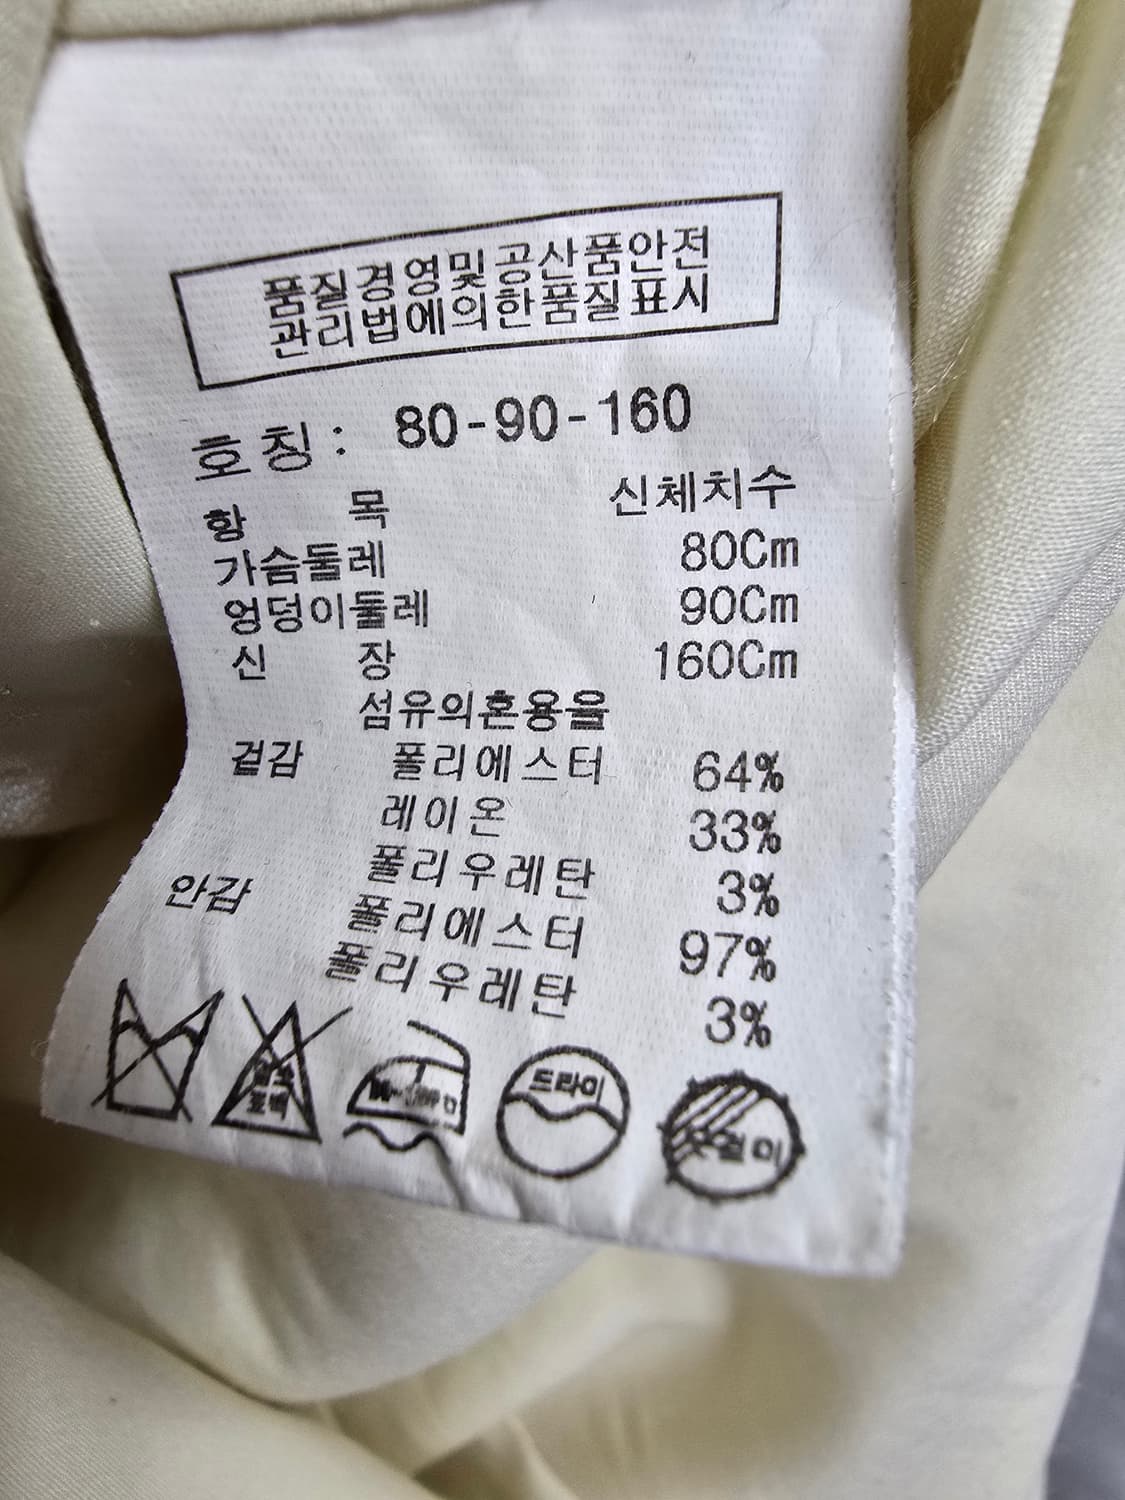 품질경영및공산품안전
관리법에의한품질표시
호칭: 80-90-160
항목 신체치수
가슴둘레 80Cm
엉덩이둘레 90Cm
신장 160Cm
섬유의혼용율
겉감 폴리에스터 64%
레이온 33%
폴리우레탄 3%
안감 폴리에스터 97%
폴리우레탄 3%
드라이
옷걸이